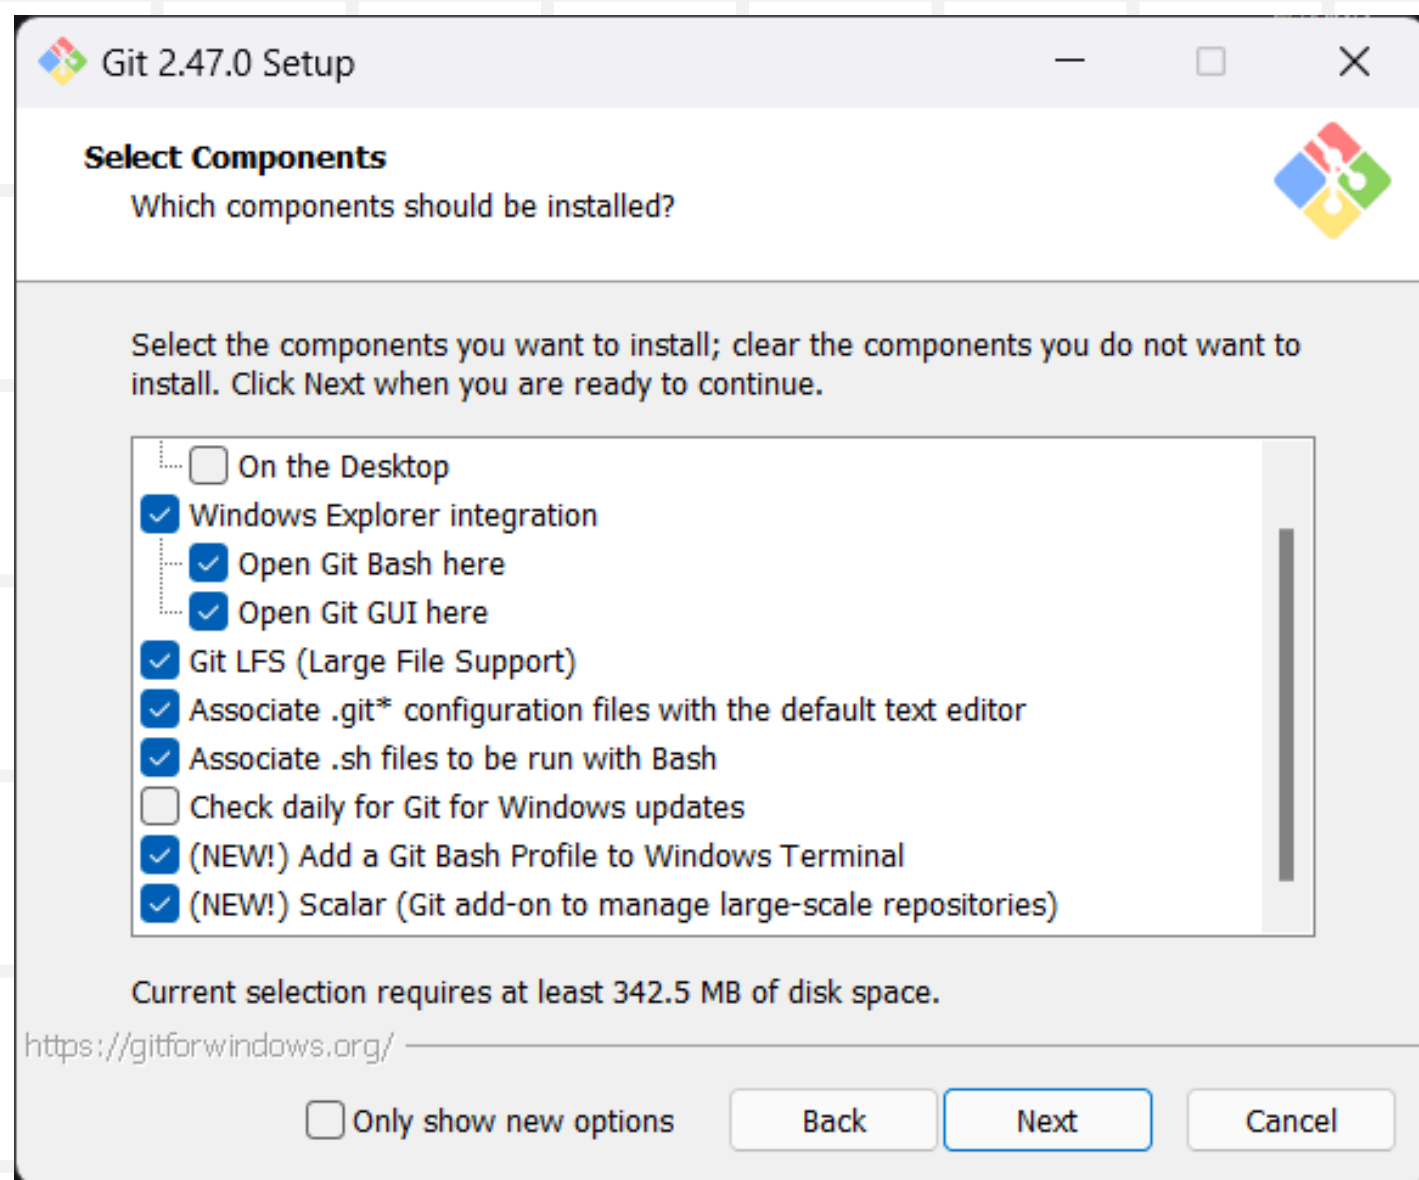 Git 2.47.0 Setup
Select Components
Which components should be installed?
Select the components you want to install; clear the components you do not want to
install. Click Next when you are ready to continue.
On the Desktop
Windows Explorer integration
Open Git Bash here
Open Git GUI here
Git LFS (Large File Support)
Associate .git* configuration files with the default text editor
Associate .sh files to be run with Bash
Check daily for Git for Windows updates
(NEW!) Add a Git Bash Profile to Windows Terminal
(NEW!) Scalar (Git add-on to manage large-scale repositories)
Current selection requires at least 342.5 MB of disk space.
https://gitforwindows.org/
Only show new options
Back
Next
Cancel